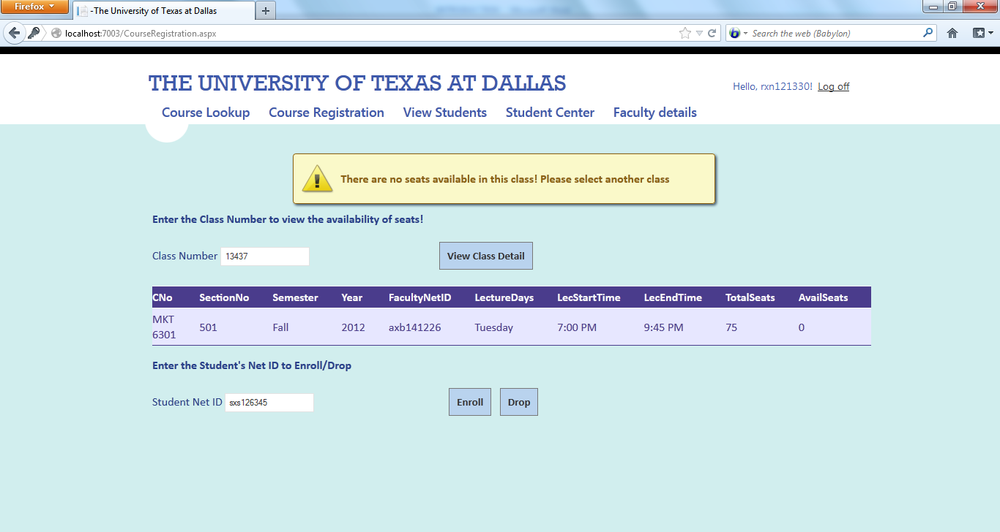 Firefox
-The University of Texas at Dallas
localhost:7003/CourseRegistration.aspx
Search the web (Babylon)
THE UNIVERSITY OF TEXAS AT DALLAS
Hello, rxn121330! Log off
Course Lookup Course Registration View Students Student Center Faculty details
There are no seats available in this class! Please select another class
Enter the Class Number to view the availability of seats!
Class Number 13437 View Class Detail
CNo SectionNo Semester Year FacultyNetID LectureDays LecStartTime LecEndTime TotalSeats AvailSeats
MKT 6301 501 Fall 2012 axb141226 Tuesday 7:00 PM 9:45 PM 75 0
Enter the Student's Net ID to Enroll/Drop
Student Net ID sxs126345 Enroll Drop